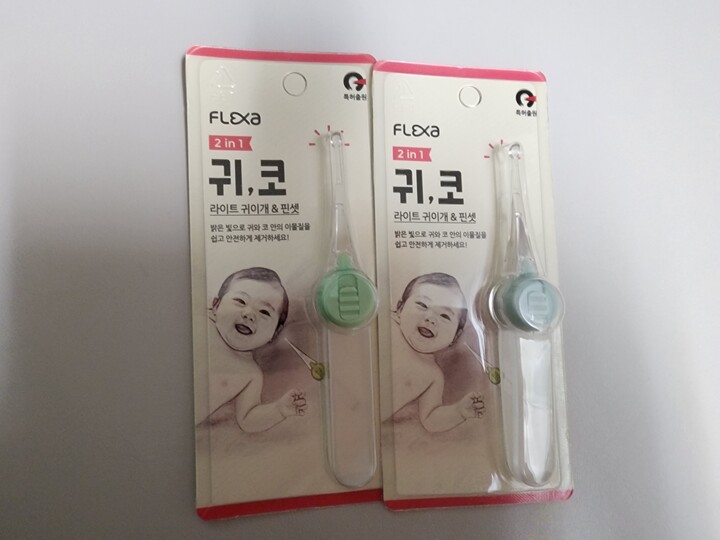 특허출원
FLEXa
2 in 1
귀,코
라이트 귀이개 & 핀셋
밝은 빛으로 귀와 코 안의 이물질을
쉽고 안전하게 제거하세요!
특허출원
FLEXa
2 in 1
귀,코
라이트 귀이개 & 핀셋
밝은 빛으로 귀와 코 안의 이물질을
쉽고 안전하게 제거하세요!